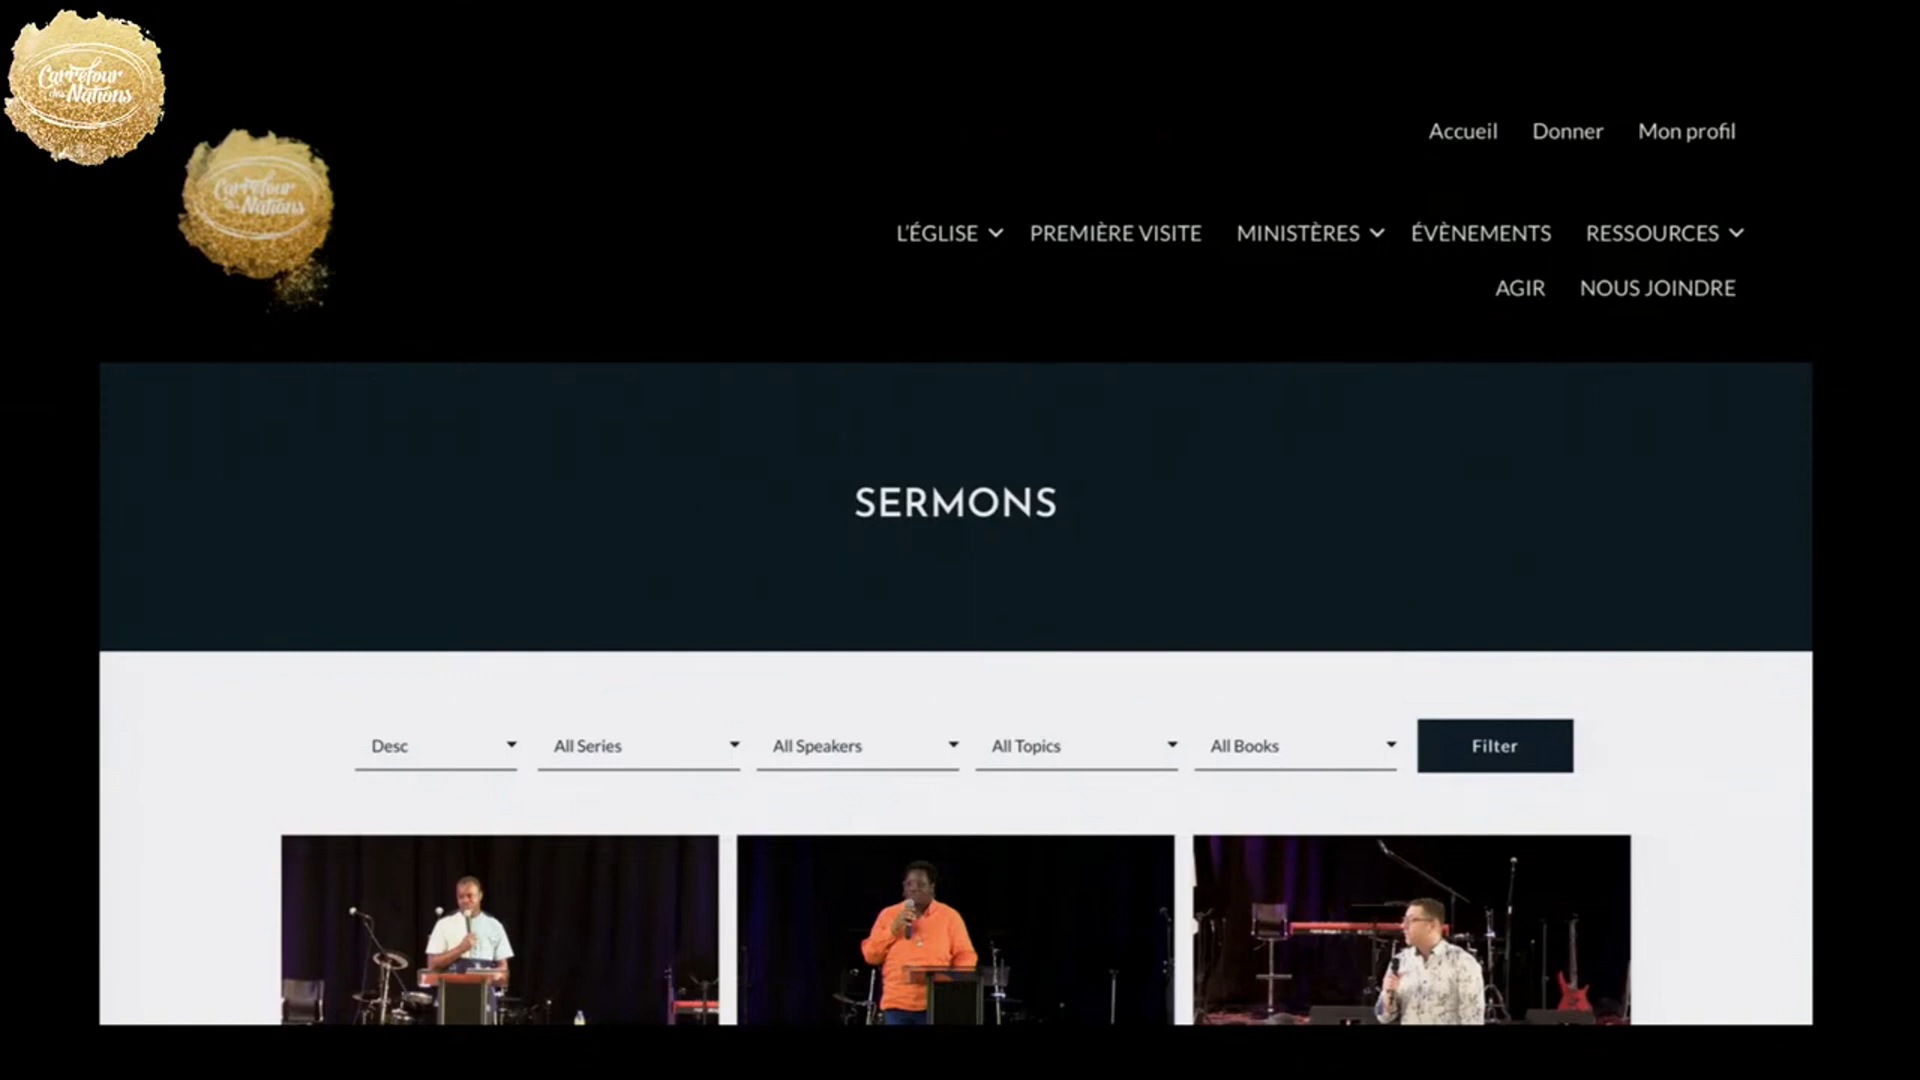 Carrefour
des Nations
Carrefour
des Nations
Accueil Donner Mon profil
L'ÉGLISE PREMIÈRE VISITE MINISTÈRES ÉVÈNEMENTS RESSOURCES
AGIR NOUS JOINDRE
SERMONS
Desc All Series All Speakers All Topics All Books Filter